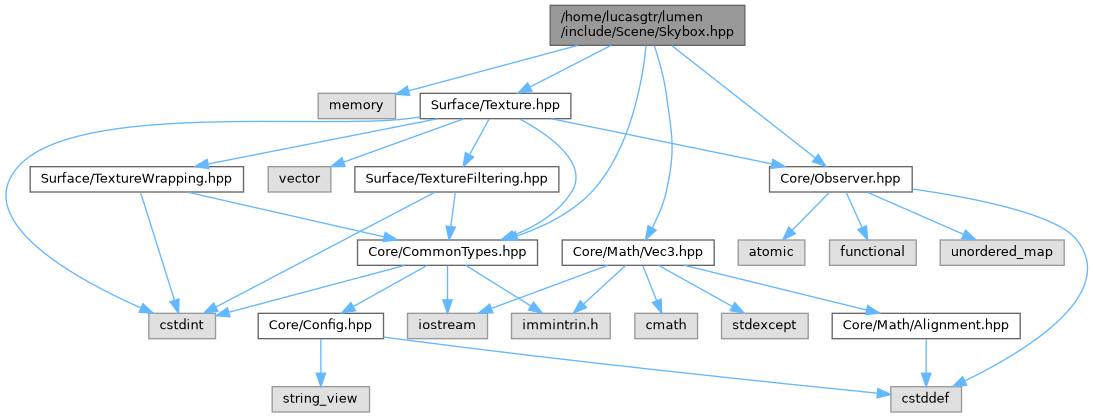 /home/lucasgtr/lumen
/include/Scene/Skybox.hpp
memory
Surface/Texture.hpp
Surface/TextureWrapping.hpp
vector
Surface/TextureFiltering.hpp
Core/Observer.hpp
Core/CommonTypes.hpp
Core/Math/Vec3.hpp
atomic
functional
unordered_map
cstdint
Core/Config.hpp
iostream
immintrin.h
cmath
stdexcept
Core/Math/Alignment.hpp
string_view
cstddef